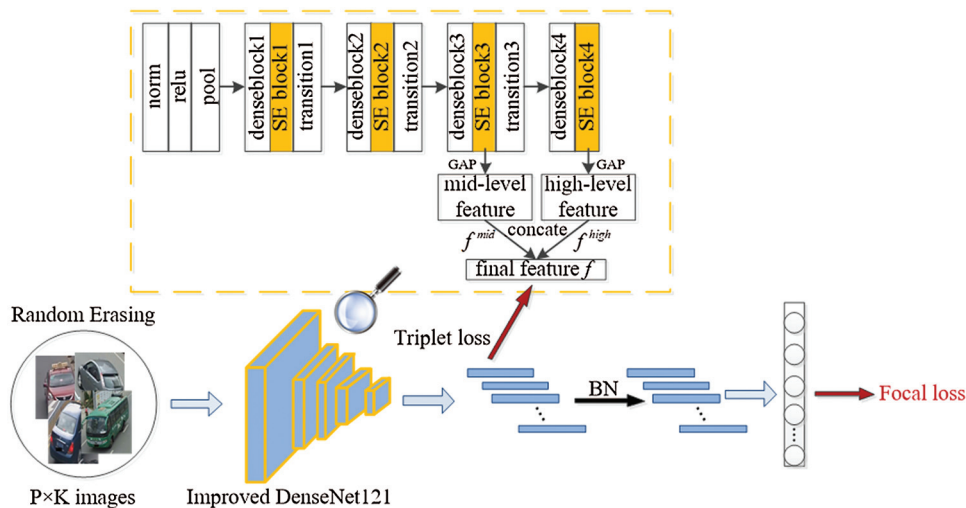 norm
relu
pool
denseblock1
SE block1
transition1
denseblock2
SE block2
transition2
denseblock3
SE block3
transition3
denseblock4
SE block4
GAP
GAP
mid-level
feature
high-level
feature
concate
f^mid
f^high
final feature f
Random Erasing
Triplet loss
BN
Focal loss
P×K images
Improved DenseNet121